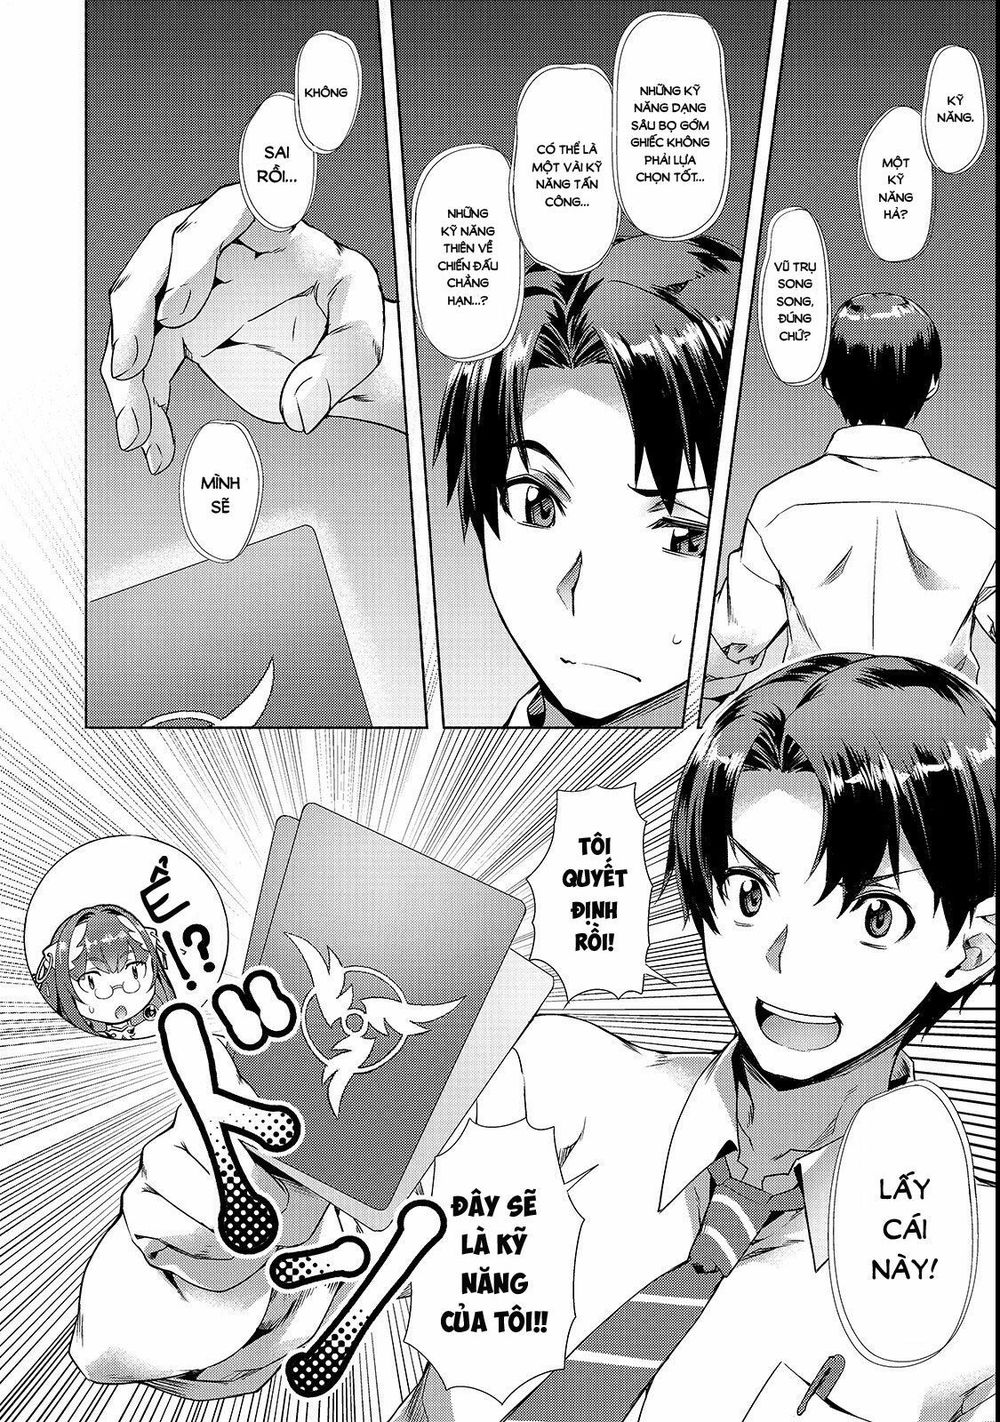 KỸ
NĂNG.
MỘT
KỸ
NĂNG
HẢ?
VŨ TRỤ
SONG
SONG,
ĐÚNG
CHỨ?
NHỮNG KỸ
NĂNG DẠNG
SÂU BỌ GỚM
GHIẾC KHÔNG
PHẢI LỰA
CHỌN TỐT...
CÓ THỂ LÀ
MỘT VÀI KỸ
NĂNG TẤN
CÔNG...
NHỮNG
KỸ NĂNG
THIÊN VỀ
CHIẾN ĐẤU
CHẲNG
HẠN...?
KHÔNG
SAI
RỒI...
MÌNH
SẼ
TÔI
QUYẾT
ĐỊNH
RỒI!
LẤY
CÁI
NÀY!
ĐÂY SẼ
LÀ KỸ
NĂNG
CỦA TÔI!!
Ể!?
ドーン